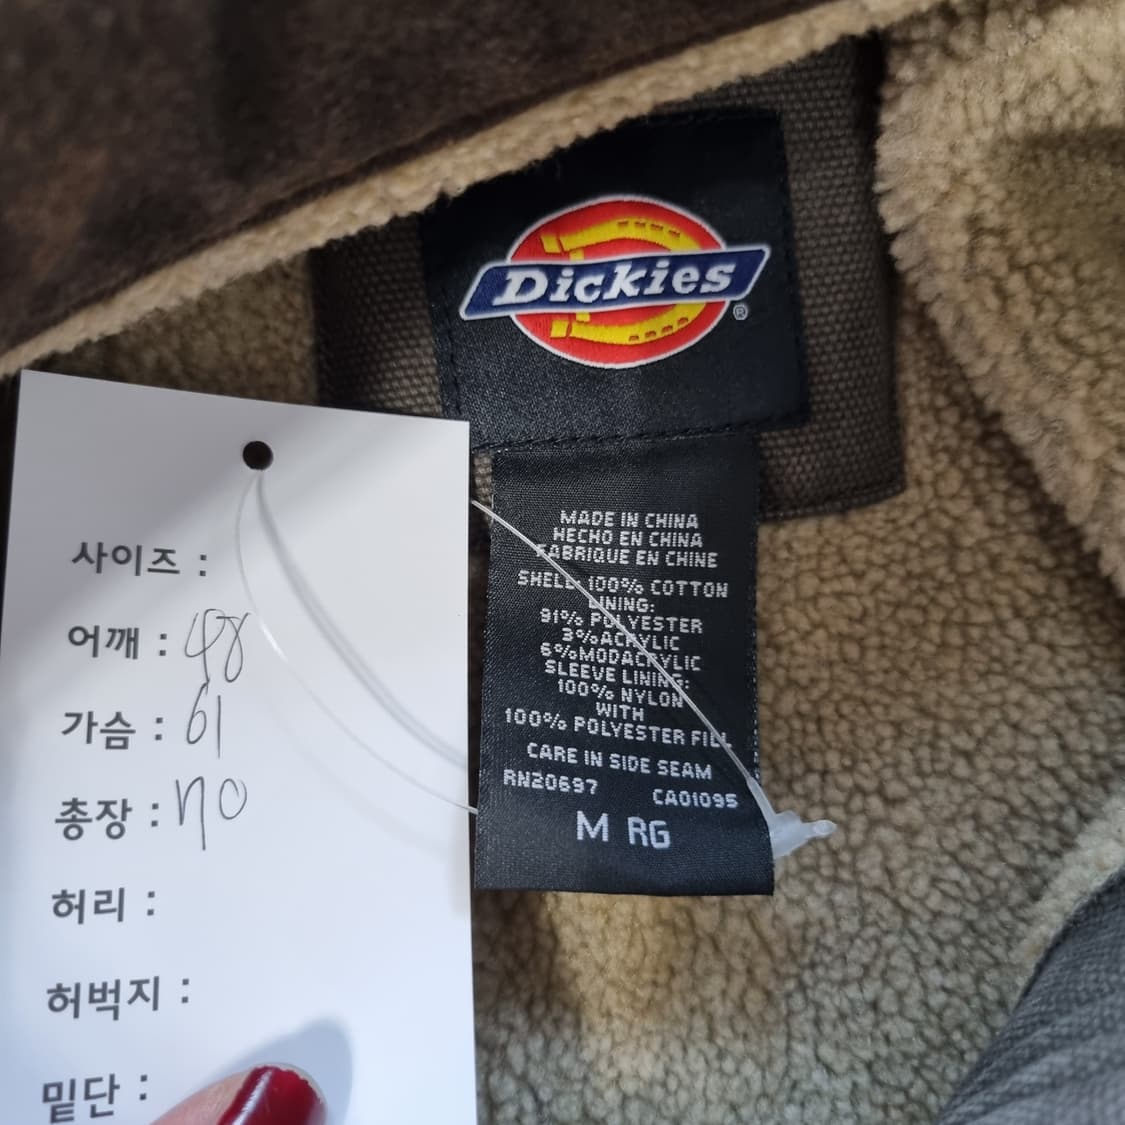 Dickies
®
MADE IN CHINA
HECHO EN CHINA
FABRIQUE EN CHINE
SHELL: 100% COTTON
LINING:
91% POLYESTER
3%ACRYLIC
6%MODACRYLIC
SLEEVE LINING:
100% NYLON
WITH
100% POLYESTER FILL
CARE IN SIDE SEAM
RN20697 CA01095
M RG
사이즈 :
어깨 : 48
가슴 : 61
총장 : 70
허리 :
허벅지 :
밑단 :